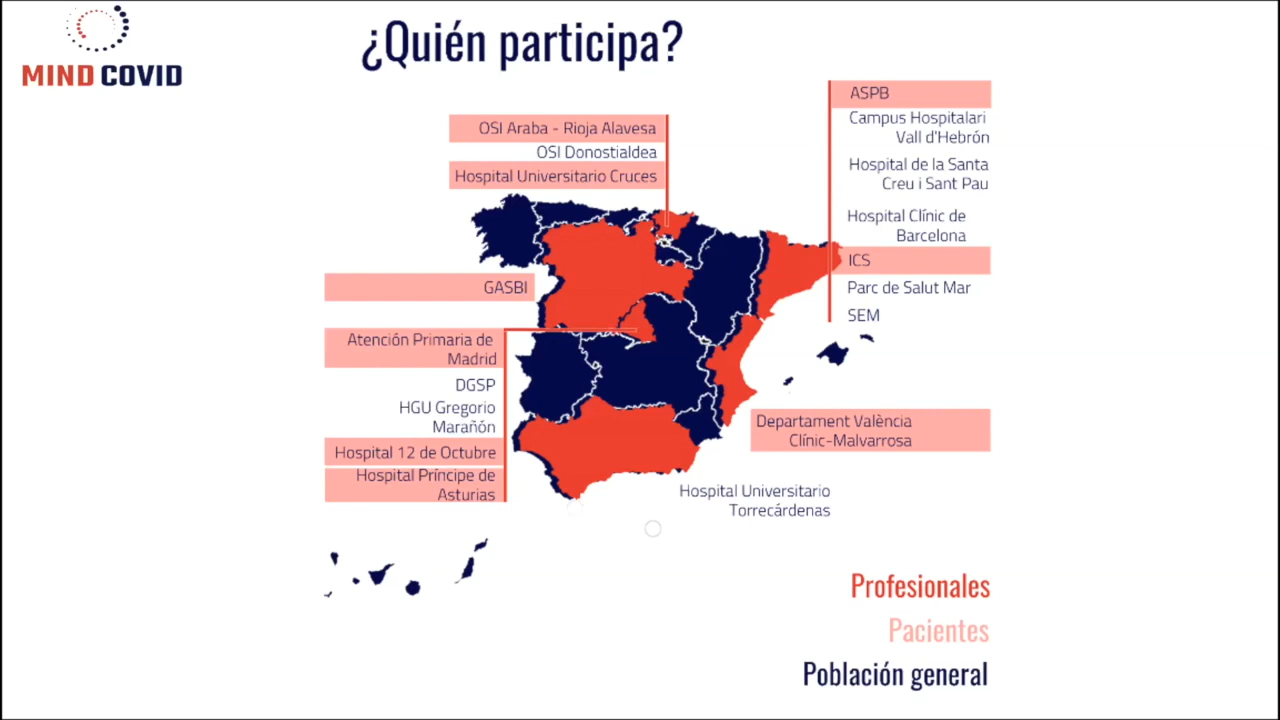 MIND COVID
¿Quién participa?
OSI Araba - Rioja Alavesa
OSI Donostialdea
Hospital Universitario Cruces
GASBI
Atención Primaria de
Madrid
DGSP
HGU Gregorio
Marañón
Hospital 12 de Octubre
Hospital Príncipe de
Asturias
ASPB
Campus Hospitalari
Vall d'Hebrón
Hospital de la Santa
Creu i Sant Pau
Hospital Clínic de
Barcelona
ICS
Parc de Salut Mar
SEM
Departament València
Clínic-Malvarrosa
Hospital Universitario
Torrecárdenas
Profesionales
Pacientes
Población general